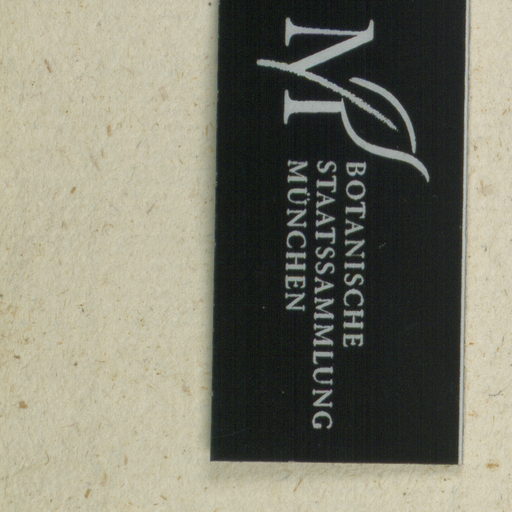 M
BOTANISCHE
STAATSSAMMLUNG
MÜNCHEN